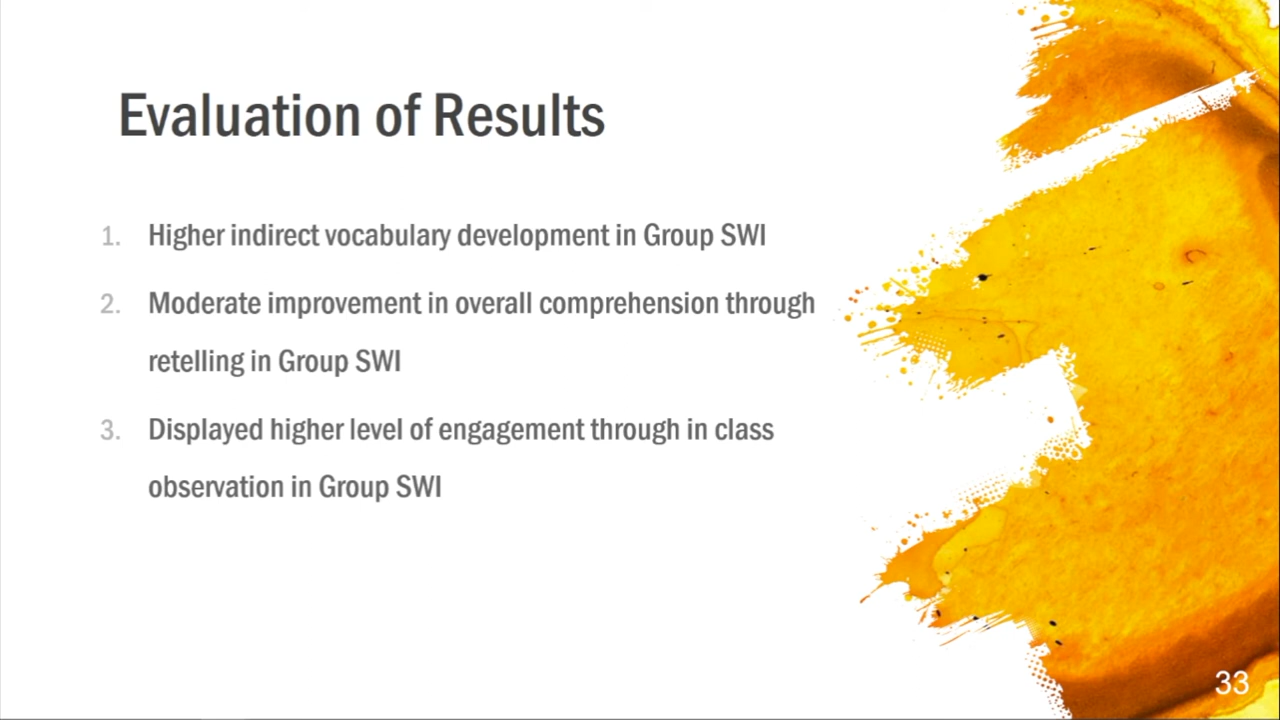 Evaluation of Results
1. Higher indirect vocabulary development in Group SWI
2. Moderate improvement in overall comprehension through
retelling in Group SWI
3. Displayed higher level of engagement through in class
observation in Group SWI
33